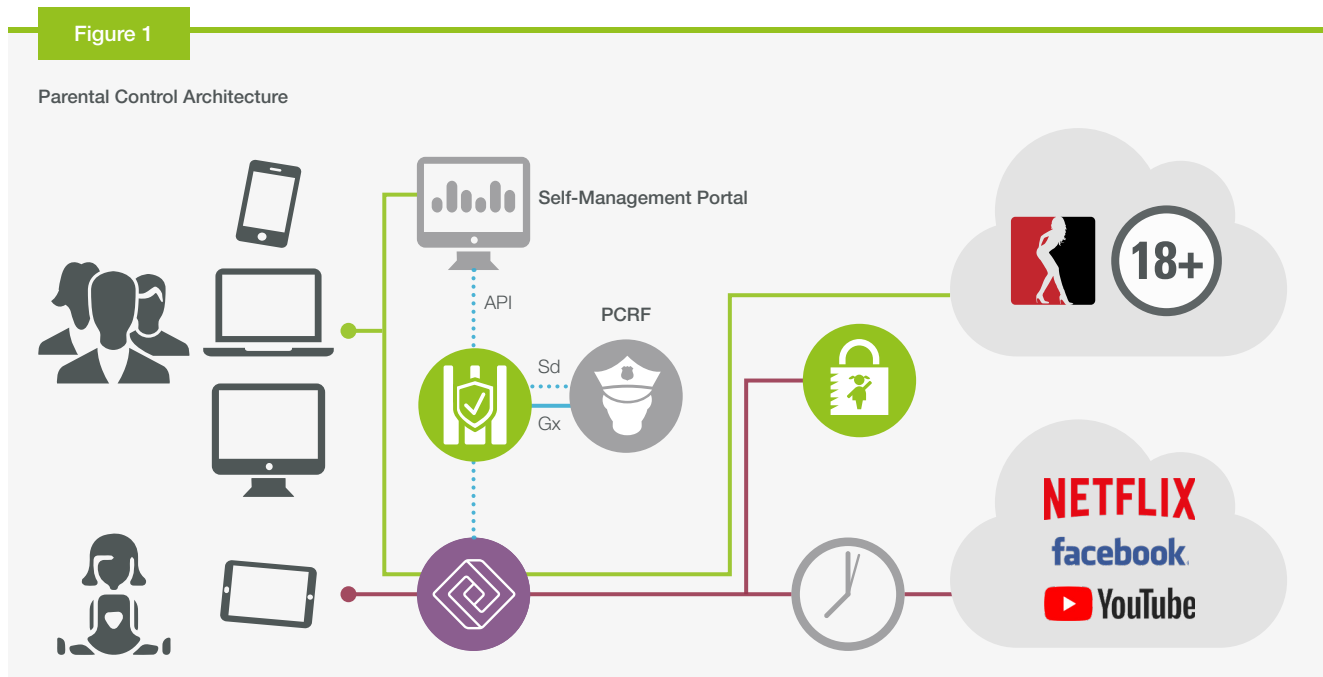 Figure 1
Parental Control Architecture
Self-Management Portal
API
PCRF
Sd
Gx
18+
NETFLIX
facebook.
YouTube